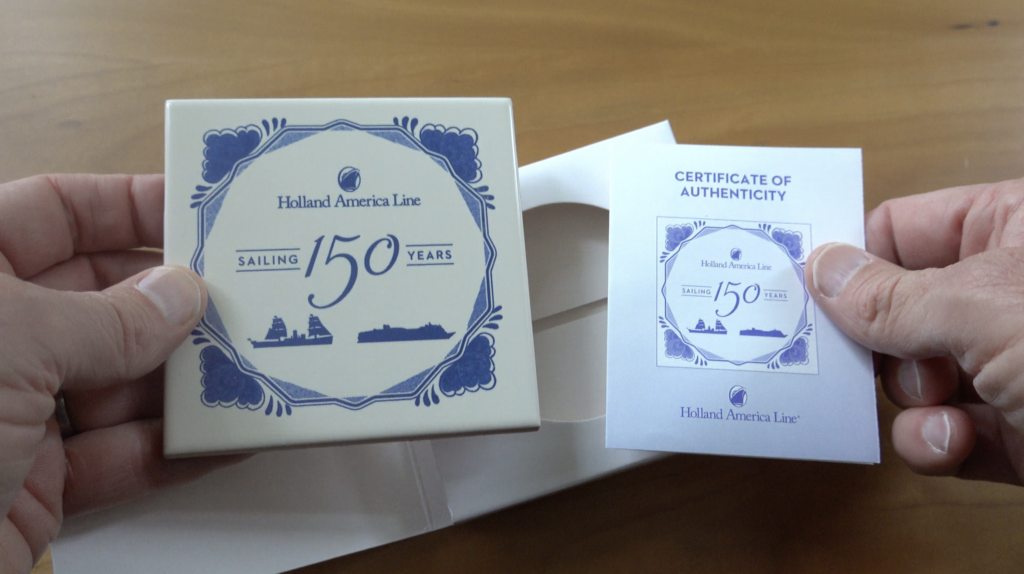 Holland America Line
SAILING 150 YEARS
CERTIFICATE OF
AUTHENTICITY
Holland America Line
SAILING 150 YEARS
Holland America Line